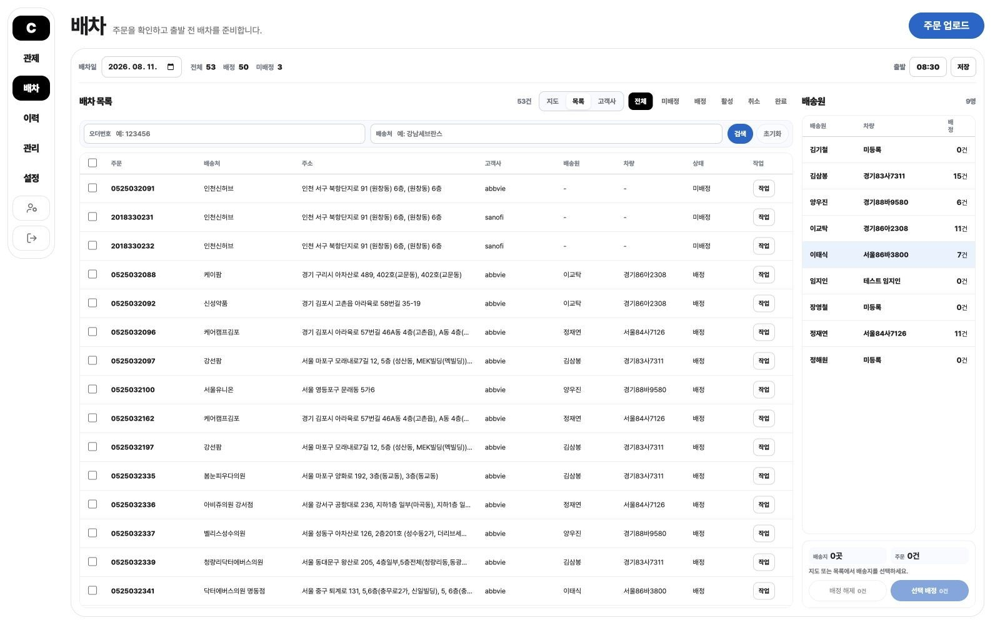 C
관제
배차
이력
관리
설정
배차 주문을 확인하고 출발 전 배차를 준비합니다.
주문 업로드
배차일 2026. 08. 11. 전체 53 배정 50 미배정 3
출발 08:30 저장
배차 목록
53건 지도 목록 고객사 전체 미배정 배정 활성 취소 완료
오더번호 예: 123456 배송처 예: 강남세브란스 검색 초기화
주문 배송처 주소 고객사 배송원 차량 상태 작업
0525032091 인천신허브 인천 서구 북항단지로 91 (원창동) 6층, (원창동) 6층 abbvie - - 미배정 작업
2018330231 인천신허브 인천 서구 북항단지로 91 (원창동) 6층, (원창동) 6층 sanofi - - 미배정 작업
2018330232 인천신허브 인천 서구 북항단지로 91 (원창동) 6층, (원창동) 6층 sanofi - - 미배정 작업
0525032088 케이팜 경기 구리시 아차산로 489, 402호(교문동), 402호(교문동) abbvie 이교탁 경기86아2308 배정 작업
0525032092 신성약품 경기 김포시 고촌읍 아라육로 58번길 35-19 abbvie 이교탁 경기86아2308 배정 작업
0525032096 케어캠프김포 경기 김포시 아라육로 57번길 46A동 4층(고촌읍), A동 4층(... abbvie 정재연 서울84사7126 배정 작업
0525032097 강선팜 서울 마포구 모래내로7길 12, 5층 (성산동, MEK빌딩(멕빌딩))... abbvie 김삼봉 경기83사7311 배정 작업
0525032100 서울유니온 서울 영등포구 문래동 5가6 abbvie 양우진 경기88바9580 배정 작업
0525032162 케어캠프김포 경기 김포시 아라육로 57번길 46A동 4층(고촌읍), A동 4층(... abbvie 정재연 서울84사7126 배정 작업
0525032197 강선팜 서울 마포구 모래내로7길 12, 5층 (성산동, MEK빌딩(멕빌딩))... abbvie 김삼봉 경기83사7311 배정 작업
0525032335 봄눈피우다의원 서울 마포구 양화로 192, 3층(동교동), 3층(동교동) abbvie 김삼봉 경기83사7311 배정 작업
0525032336 아비쥬의원 강서점 서울 강서구 공항대로 236, 지하1층 일부(마곡동), 지하1층 일... abbvie 정재연 서울84사7126 배정 작업
0525032337 벨리스성수의원 서울 성동구 아차산로 126, 2층201호 (성수동2가, 더리브세... abbvie 양우진 경기88바9580 배정 작업
0525032339 청량리닥터에버스의원 서울 동대문구 왕산로 205, 4층일부,5층전체(청량리동,동광... abbvie 김삼봉 경기83사7311 배정 작업
0525032341 닥터에버스의원 명동점 서울 중구 퇴계로 131, 5,6층(충무로2가, 신일빌딩), 5, 6층(충... abbvie 이태식 서울86바3800 배정 작업
배송원 9명
배송원 차량 배정
김기철 미등록 0건
김삼봉 경기83사7311 15건
양우진 경기88바9580 6건
이교탁 경기86아2308 11건
이태식 서울86바3800 7건
임지인 테스트 임지인 0건
장영철 미등록 0건
정재연 서울84사7126 11건
정해원 미등록 0건
배송지 0곳 주문 0건
지도 또는 목록에서 배송지를 선택하세요.
배정 해제 0건 선택 배정 0건